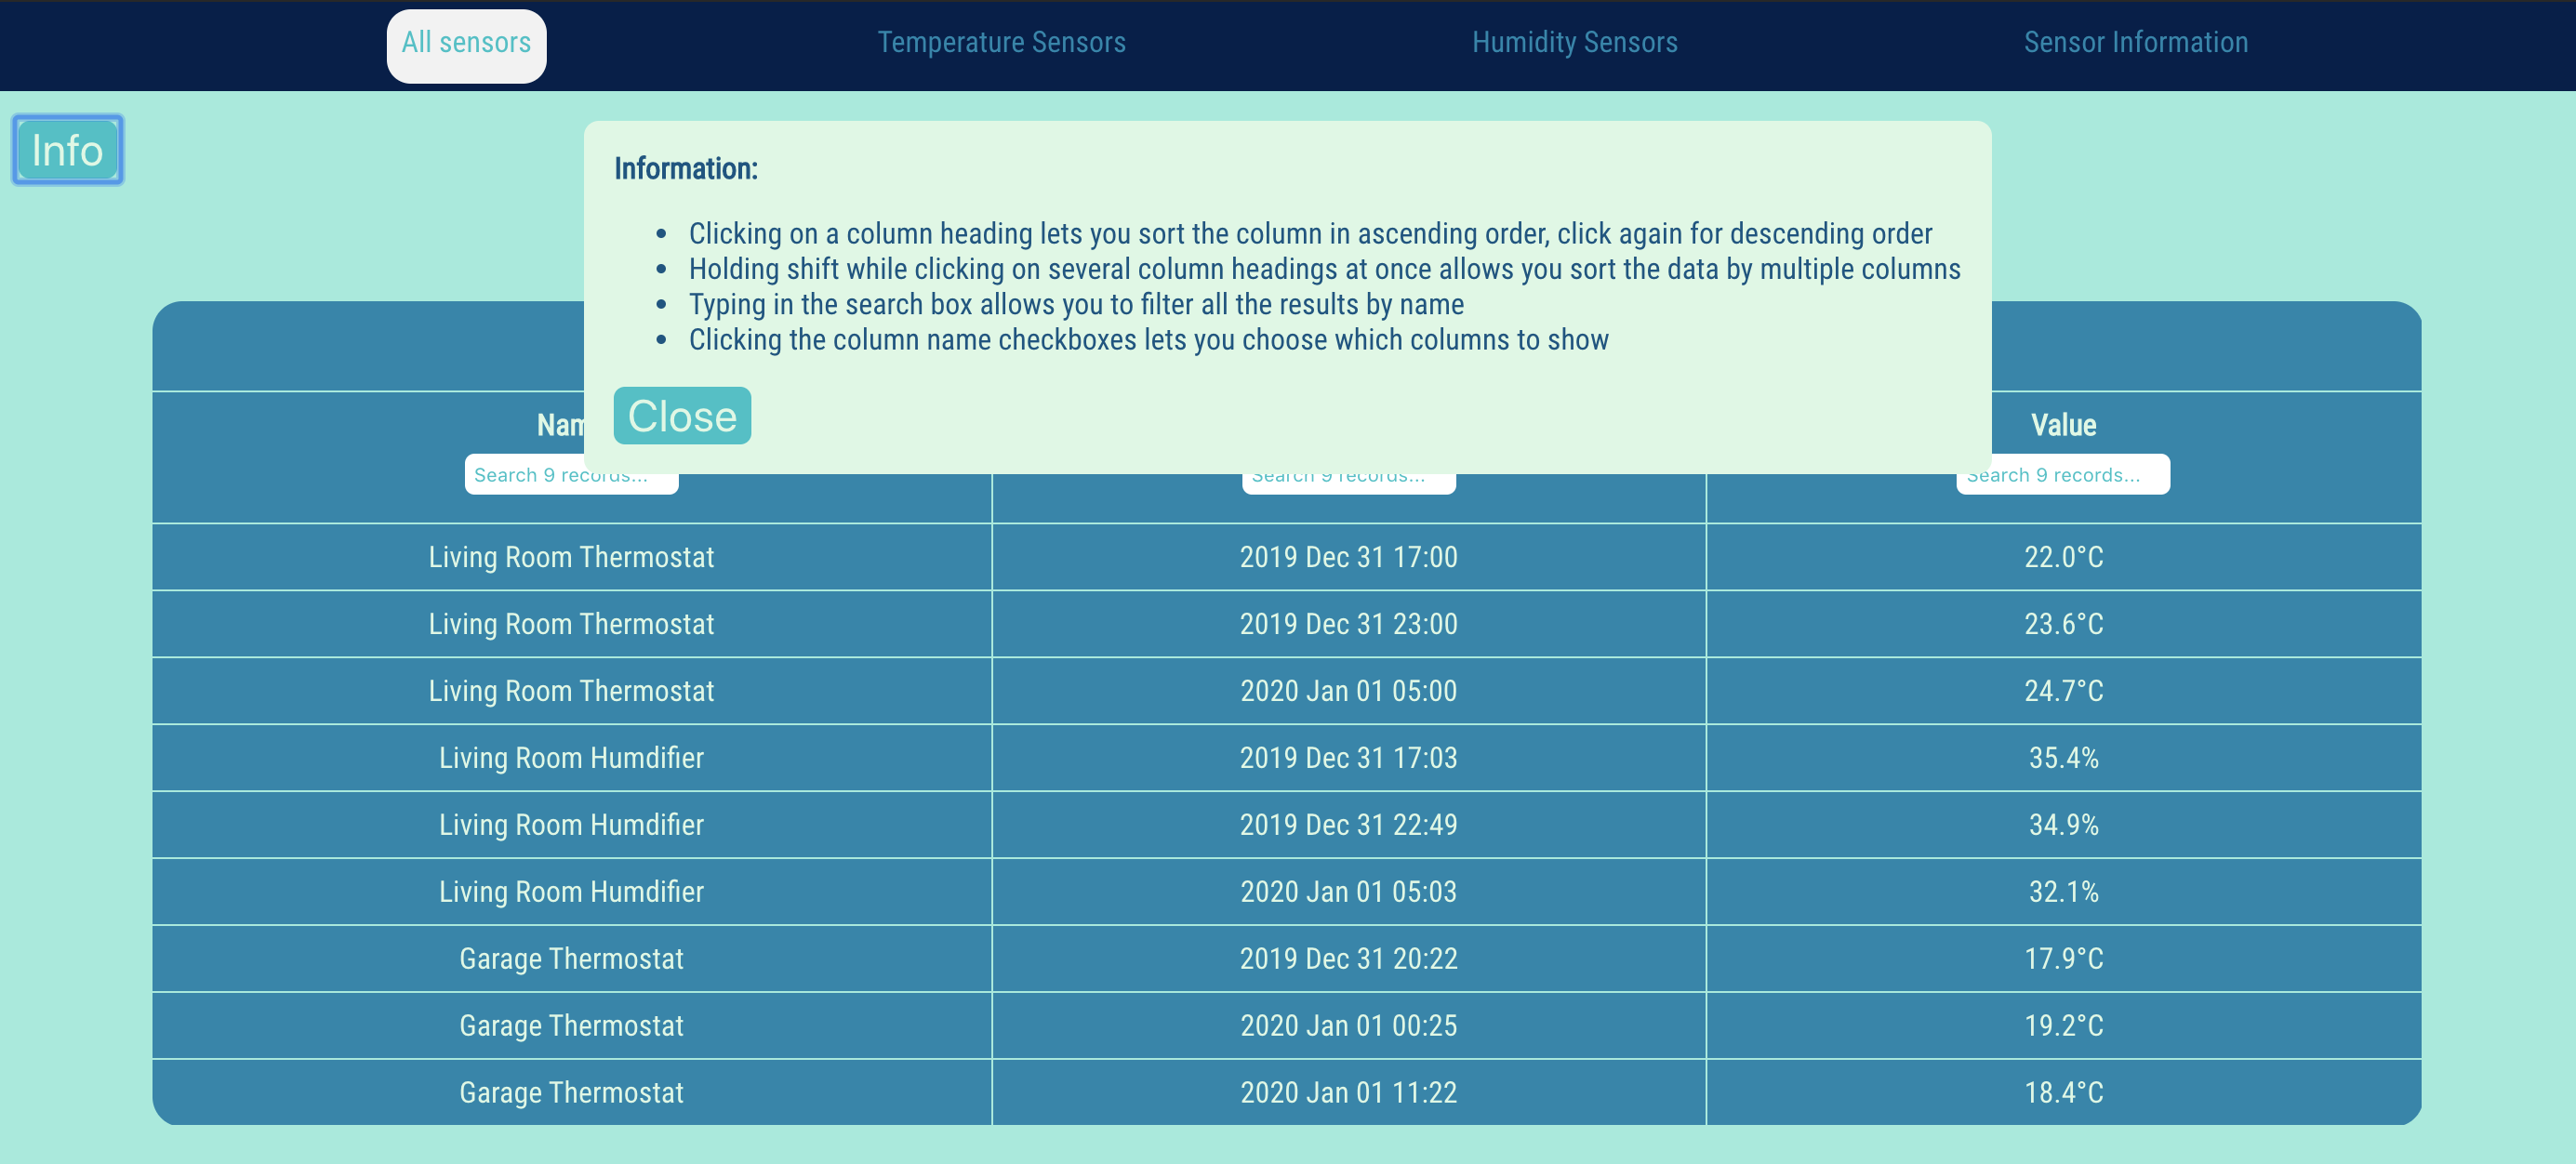 All sensors Temperature Sensors Humidity Sensors Sensor Information
Info
Information:
• Clicking on a column heading lets you sort the column in ascending order, click again for descending order
• Holding shift while clicking on several column headings at once allows you sort the data by multiple columns
• Typing in the search box allows you to filter all the results by name
• Clicking the column name checkboxes lets you choose which columns to show
Close
Value
Search 9 records... Search 9 records... Search 9 records...
Living Room Thermostat 2019 Dec 31 17:00 22.0°C
Living Room Thermostat 2019 Dec 31 23:00 23.6°C
Living Room Thermostat 2020 Jan 01 05:00 24.7°C
Living Room Humdifier 2019 Dec 31 17:03 35.4%
Living Room Humdifier 2019 Dec 31 22:49 34.9%
Living Room Humdifier 2020 Jan 01 05:03 32.1%
Garage Thermostat 2019 Dec 31 20:22 17.9°C
Garage Thermostat 2020 Jan 01 00:25 19.2°C
Garage Thermostat 2020 Jan 01 11:22 18.4°C